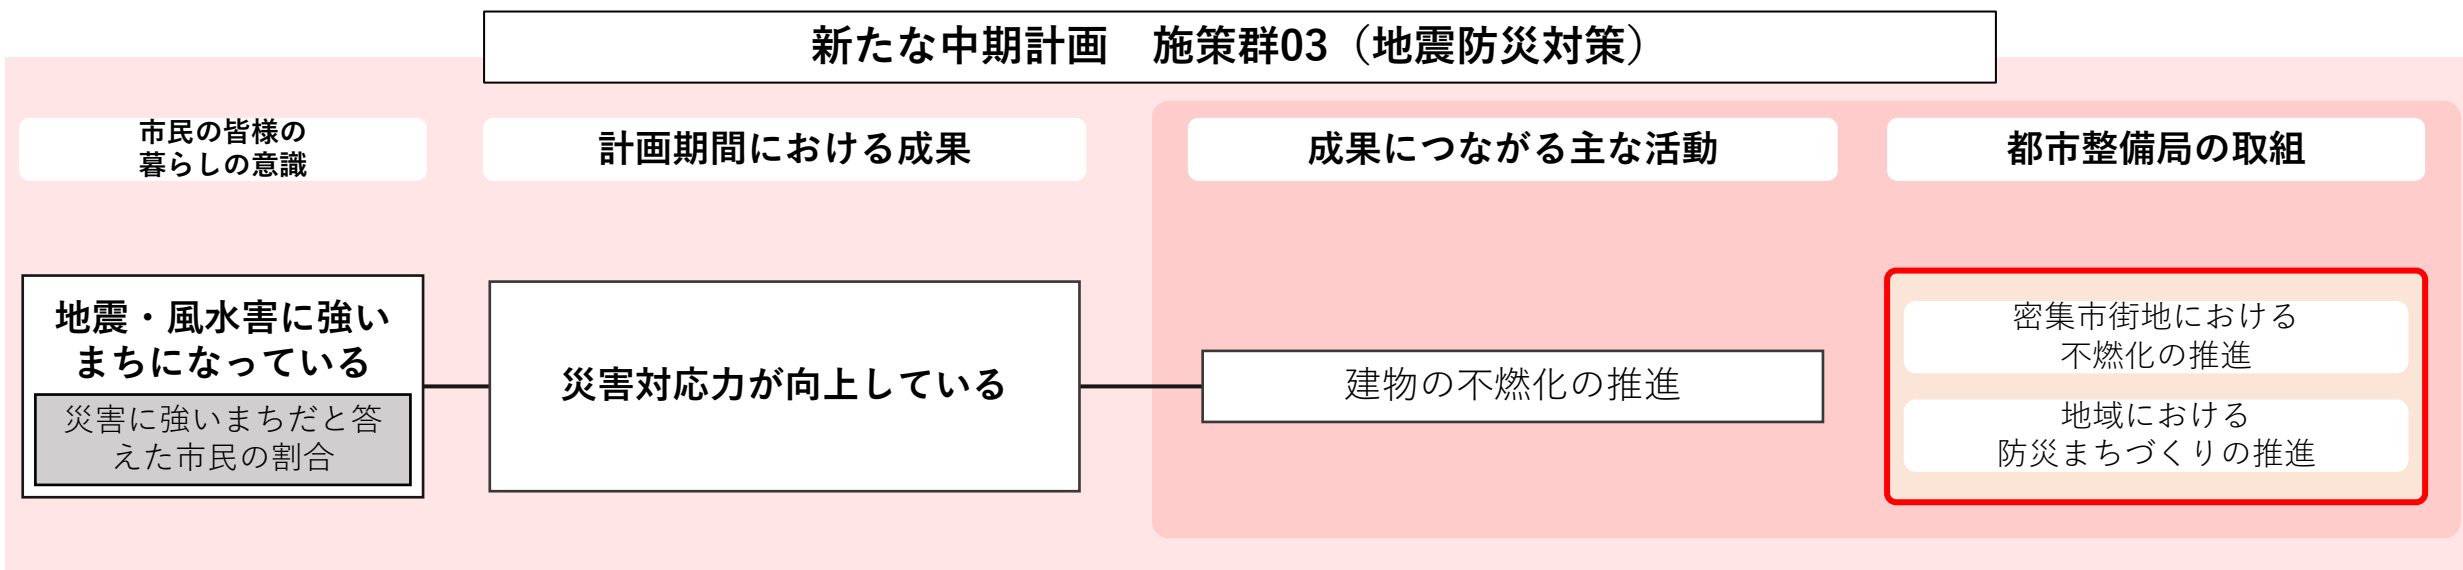 新たな中期計画　施策群03（地震防災対策）
市民の皆様の
暮らしの意識
計画期間における成果
成果につながる主な活動
都市整備局の取組
地震・風水害に強い
まちになっている
災害に強いまちだと答
えた市民の割合
災害対応力が向上している
建物の不燃化の推進
密集市街地における
不燃化の推進
地域における
防災まちづくりの推進